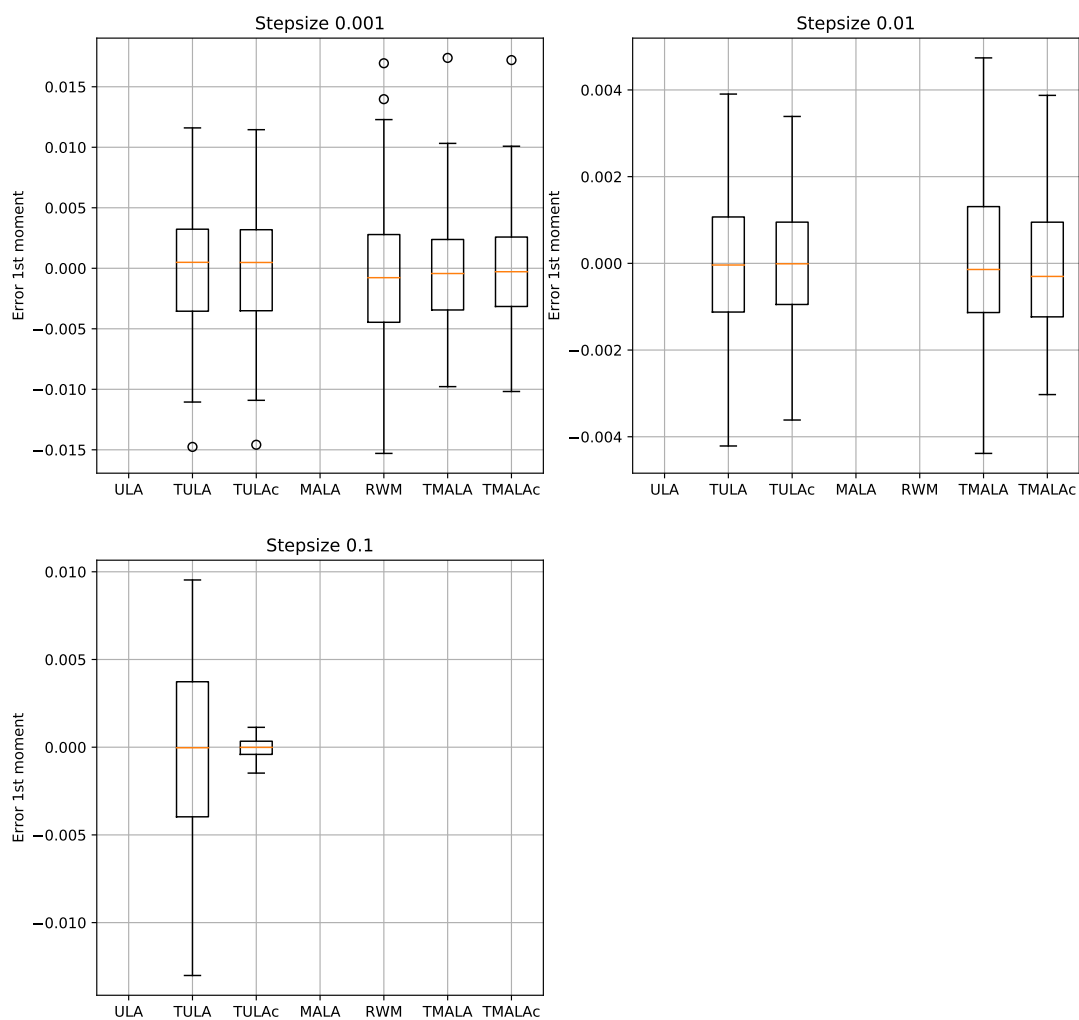 Stepsize 0.001
Error 1st moment
0.015
0.010
0.005
0.000
−0.005
−0.010
−0.015
ULA TULA TULAc MALA RWM TMALA TMALAc
Stepsize 0.01
Error 1st moment
0.004
0.002
0.000
−0.002
−0.004
ULA TULA TULAc MALA RWM TMALA TMALAc
Stepsize 0.1
Error 1st moment
0.010
0.005
0.000
−0.005
−0.010
ULA TULA TULAc MALA RWM TMALA TMALAc